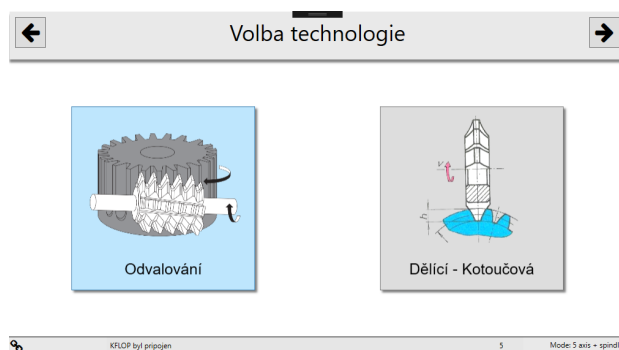 Volba technologie
Odvalování
Dělící - Kotoučová
v
h
KFLOP byl pripojen
5
Mode: 5 axis + spindl